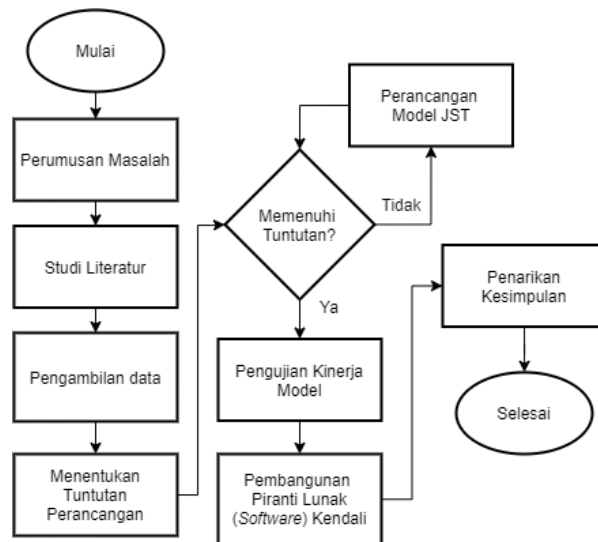 Mulai
Perumusan Masalah
Studi Literatur
Pengambilan data
Menentukan
Tuntutan
Perancangan
Perancangan
Model JST
Memenuhi
Tuntutan?
Tidak
Ya
Pengujian Kinerja
Model
Pembangunan
Piranti Lunak
(Software) Kendali
Penarikan
Kesimpulan
Selesai